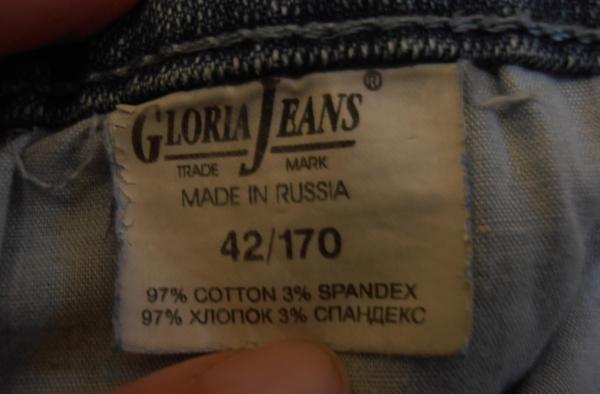 GLORIA JEANS®
TRADE MARK
MADE IN RUSSIA
42/170
97% COTTON 3% SPANDEX
97% ХЛОПОК 3% СПАНДЕКС